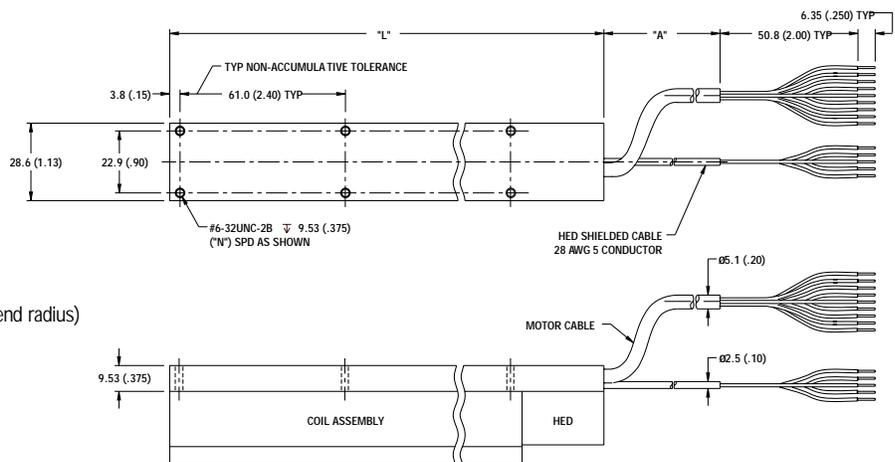 6.35 (.250) TYP
"L"
"A"
50.8 (2.00) TYP
TYP NON-ACCUMULATIVE TOLERANCE
3.8 (.15)
61.0 (2.40) TYP
28.6 (1.13)
22.9 (.90)
#6-32UNC-2B ↧ 9.53 (.375)
("N") SPD AS SHOWN
HED SHIELDED CABLE
28 AWG 5 CONDUCTOR
Ø5.1 (.20)
end radius)
MOTOR CABLE
Ø2.5 (.10)
9.53 (.375)
COIL ASSEMBLY
HED